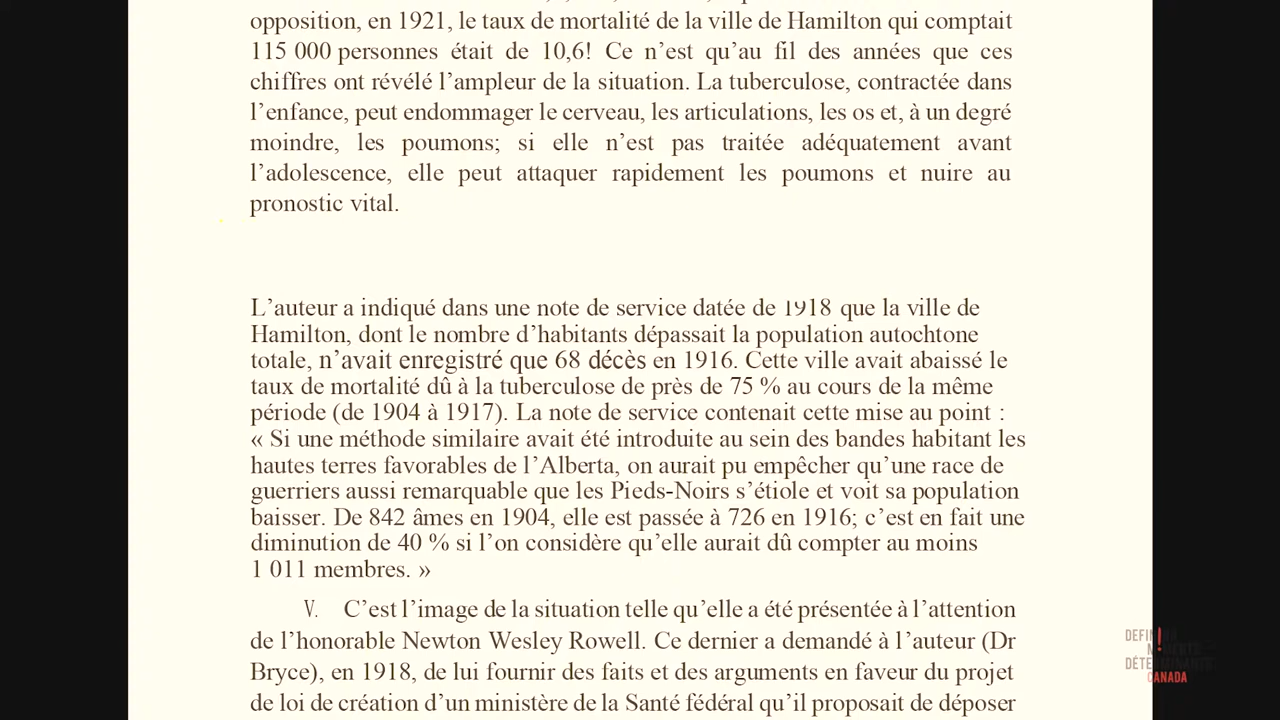 opposition, en 1921, le taux de mortalité de la ville de Hamilton qui comptait
115 000 personnes était de 10,6! Ce n’est qu’au fil des années que ces
chiffres ont révélé l’ampleur de la situation. La tuberculose, contractée dans
l’enfance, peut endommager le cerveau, les articulations, les os et, à un degré
moindre, les poumons; si elle n’est pas traitée adéquatement avant
l’adolescence, elle peut attaquer rapidement les poumons et nuire au
pronostic vital.
L’auteur a indiqué dans une note de service datée de 1918 que la ville de
Hamilton, dont le nombre d’habitants dépassait la population autochtone
totale, n’avait enregistré que 68 décès en 1916. Cette ville avait abaissé le
taux de mortalité dû à la tuberculose de près de 75 % au cours de la même
période (de 1904 à 1917). La note de service contenait cette mise au point :
« Si une méthode similaire avait été introduite au sein des bandes habitant les
hautes terres favorables de l’Alberta, on aurait pu empêcher qu’une race de
guerriers aussi remarquable que les Pieds-Noirs s’étiole et voit sa population
baisser. De 842 âmes en 1904, elle est passée à 726 en 1916; c’est en fait une
diminution de 40 % si l’on considère qu’elle aurait dû compter au moins
1 011 membres. »
V. C’est l’image de la situation telle qu’elle a été présentée à l’attention
de l’honorable Newton Wesley Rowell. Ce dernier a demandé à l’auteur (Dr
Bryce), en 1918, de lui fournir des faits et des arguments en faveur du projet
de loi de création d’un ministère de la Santé fédéral qu’il proposait de déposer
CANADA